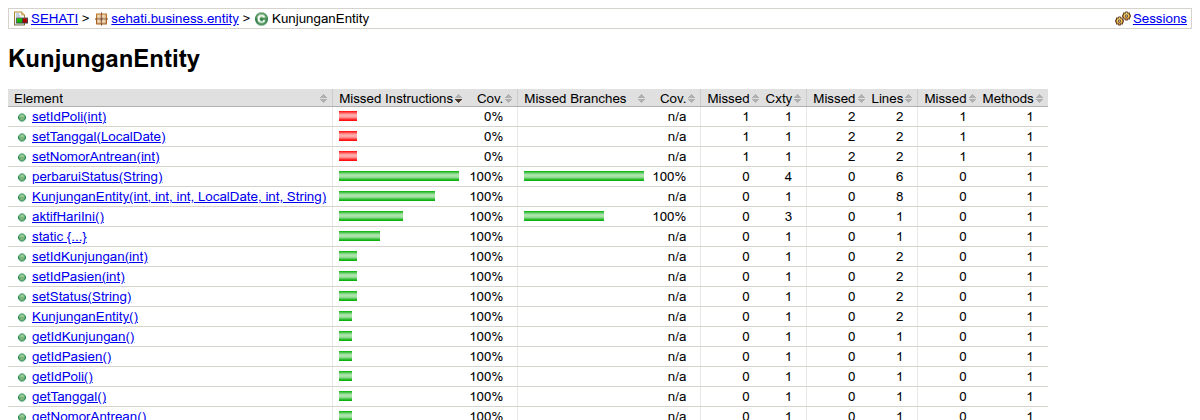 SEHATI > sehati.business.entity > KunjunganEntity Sessions
KunjunganEntity
Element Missed Instructions Cov. Missed Branches Cov. Missed Cxty Missed Lines Missed Methods
setIdPoli(int) 0% n/a 1 1 2 2 1 1
setTanggal(LocalDate) 0% n/a 1 1 2 2 1 1
setNomorAntrean(int) 0% n/a 1 1 2 2 1 1
perbaruiStatus(String) 100% 100% 0 4 0 6 0 1
KunjunganEntity(int, int, int, LocalDate, int, String) 100% n/a 0 1 0 8 0 1
aktifHariIni() 100% 100% 0 3 0 1 0 1
static {...} 100% n/a 0 1 0 1 0 1
setIdKunjungan(int) 100% n/a 0 1 0 2 0 1
setIdPasien(int) 100% n/a 0 1 0 2 0 1
setStatus(String) 100% n/a 0 1 0 2 0 1
KunjunganEntity() 100% n/a 0 1 0 2 0 1
getIdKunjungan() 100% n/a 0 1 0 1 0 1
getIdPasien() 100% n/a 0 1 0 1 0 1
getIdPoli() 100% n/a 0 1 0 1 0 1
getTanggal() 100% n/a 0 1 0 1 0 1
getNomorAntrean() 100% n/a 0 1 0 1 0 1